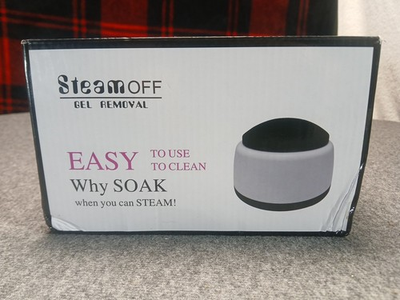 SteamOFF
GEL REMOVAL
EASY TO USE
TO CLEAN
Why SOAK
when you can STEAM!